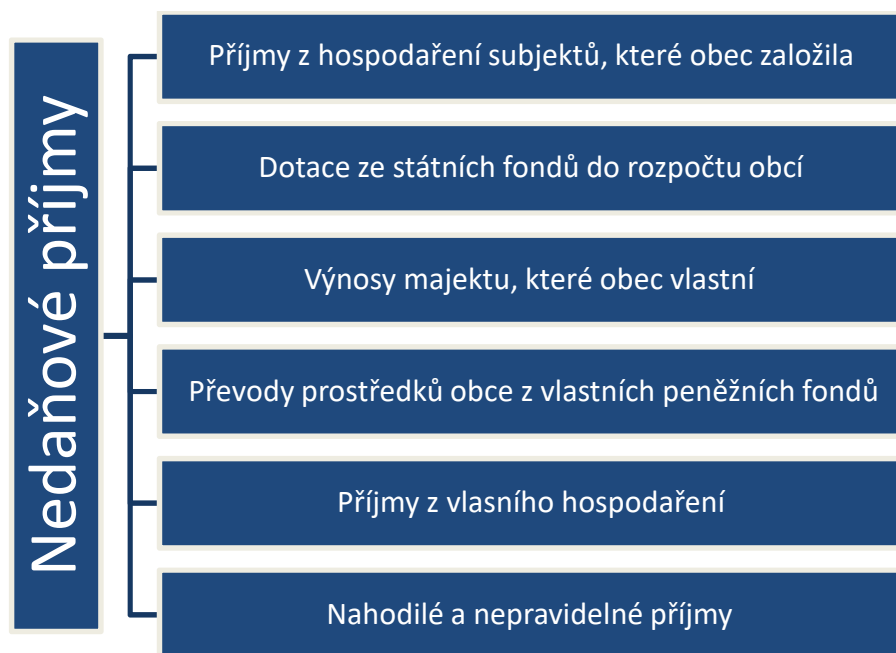 Nedaňové příjmy
Příjmy z hospodaření subjektů, které obec založila
Dotace ze státních fondů do rozpočtu obcí
Výnosy majektu, které obec vlastní
Převody prostředků obce z vlastních peněžních fondů
Příjmy z vlasního hospodaření
Nahodilé a nepravidelné příjmy